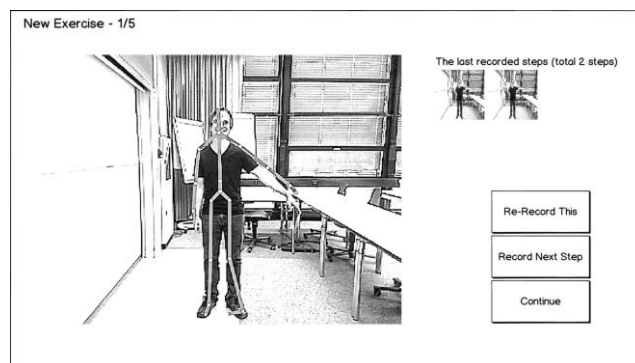 New Exercise - 1/5
The last recorded steps (total 2 steps)
Re-Record This
Record Next Step
Continue